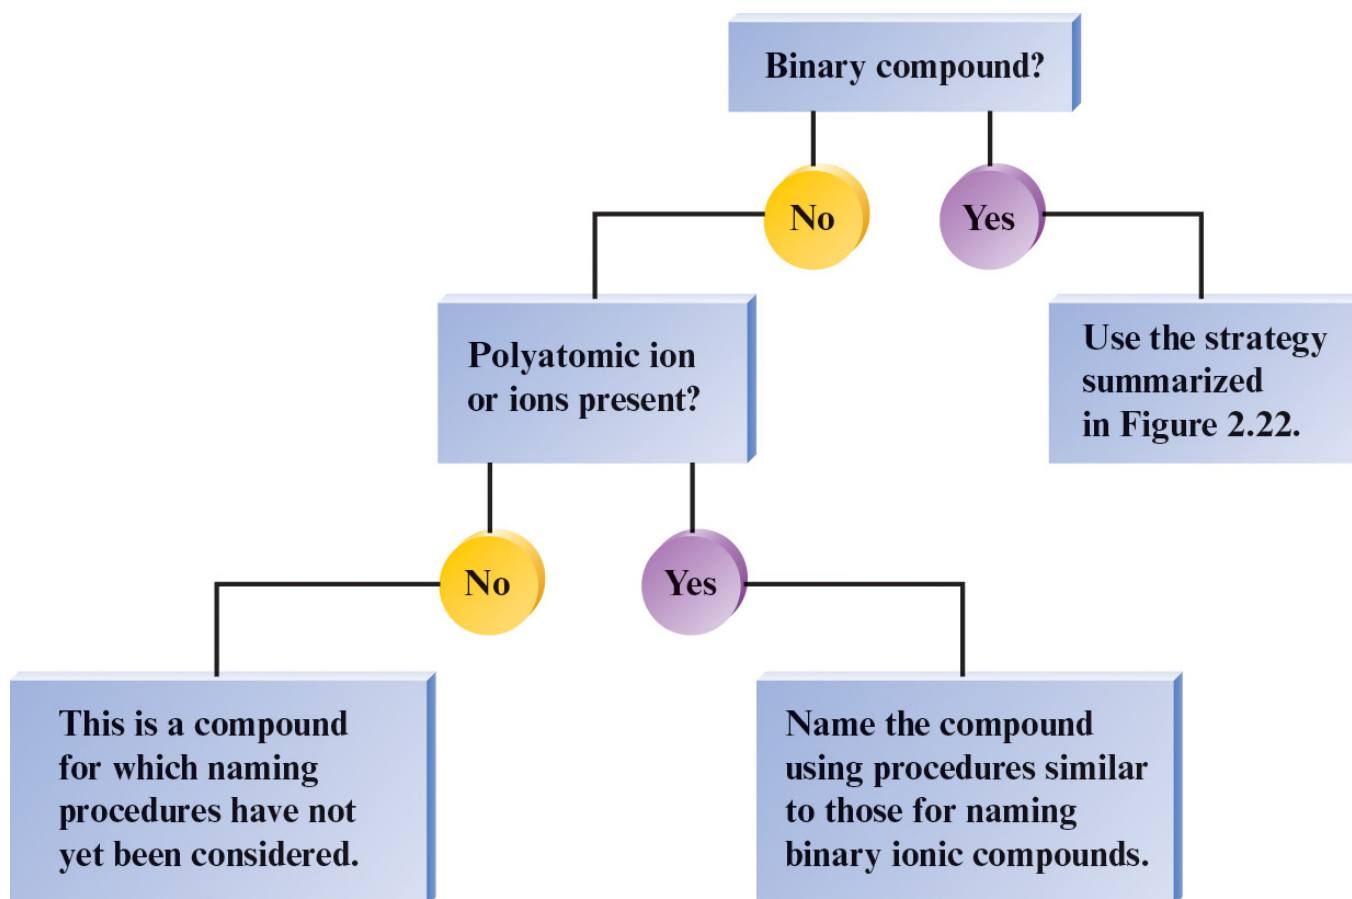 Binary compound?
No
Yes
Polyatomic ion
or ions present?
Use the strategy
summarized
in Figure 2.22.
No
Yes
This is a compound
for which naming
procedures have not
yet been considered.
Name the compound
using procedures similar
to those for naming
binary ionic compounds.